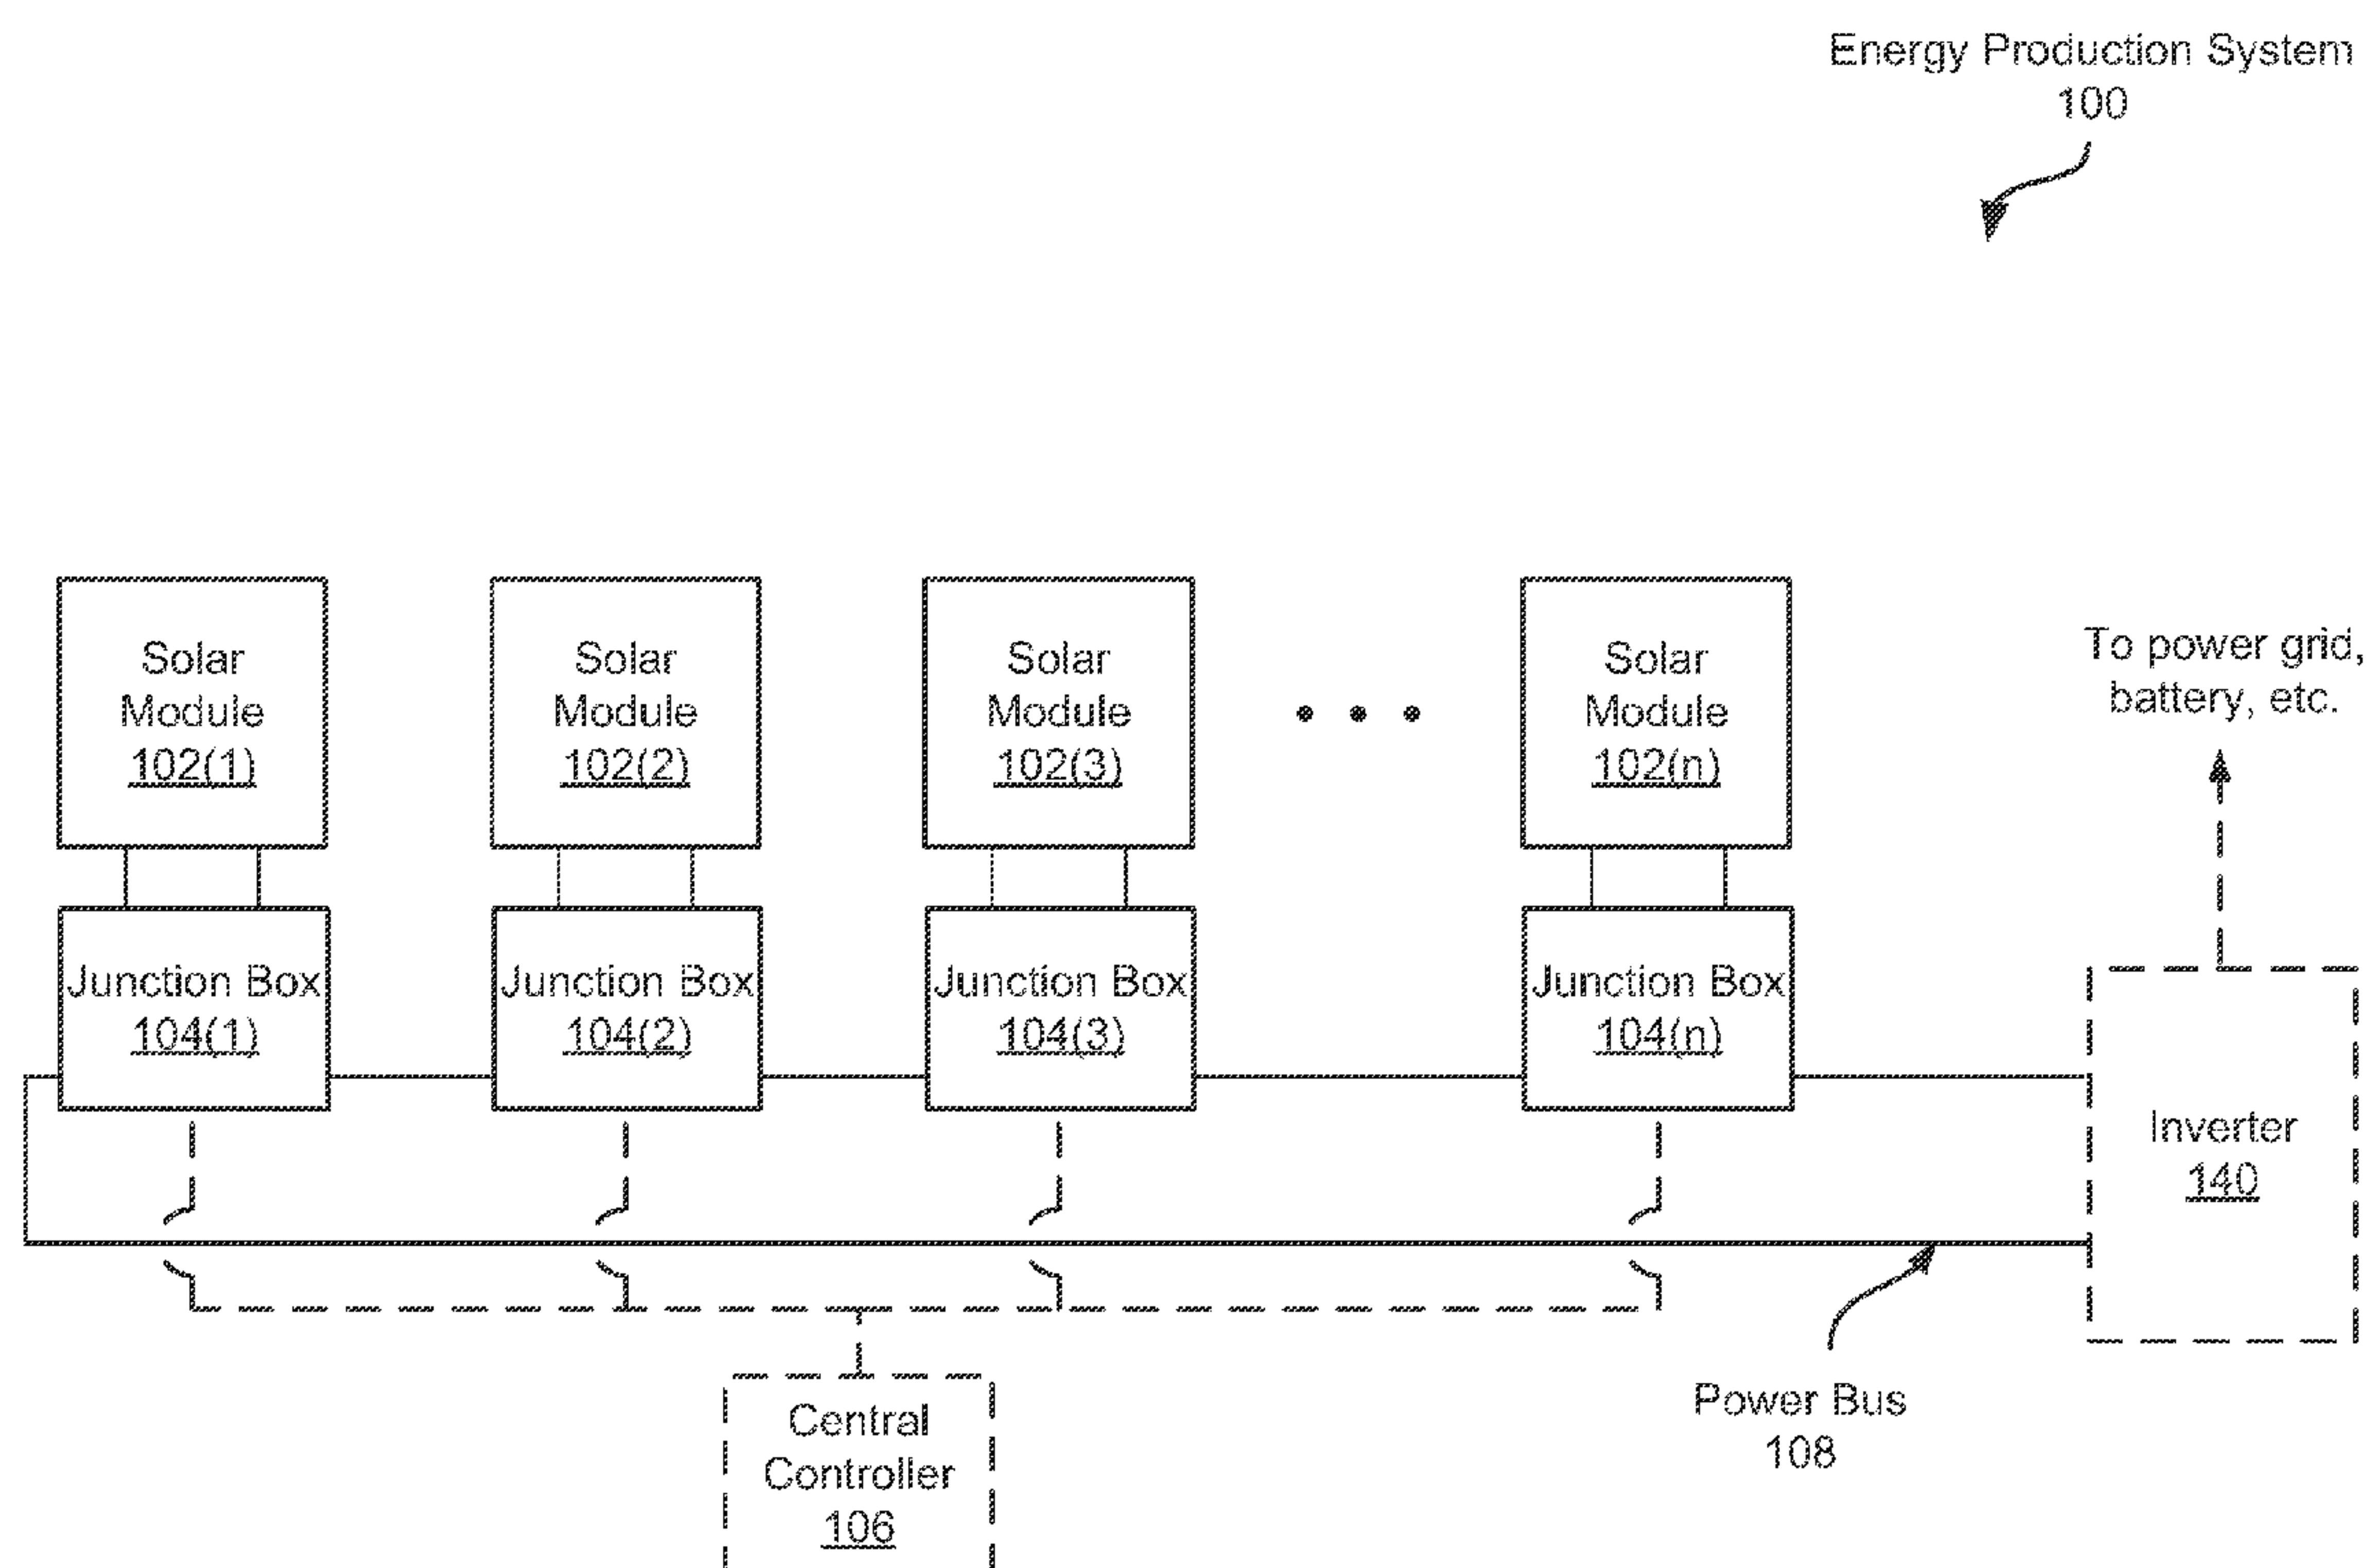 Energy Production System
100
Solar
Module
102(1)
Solar
Module
102(2)
Solar
Module
102(3)
Solar
Module
102(n)
To power grid,
battery, etc.
Junction Box
104(1)
Junction Box
104(2)
Junction Box
104(3)
Junction Box
104(n)
Inverter
140
Power Bus
108
Central
Controller
106